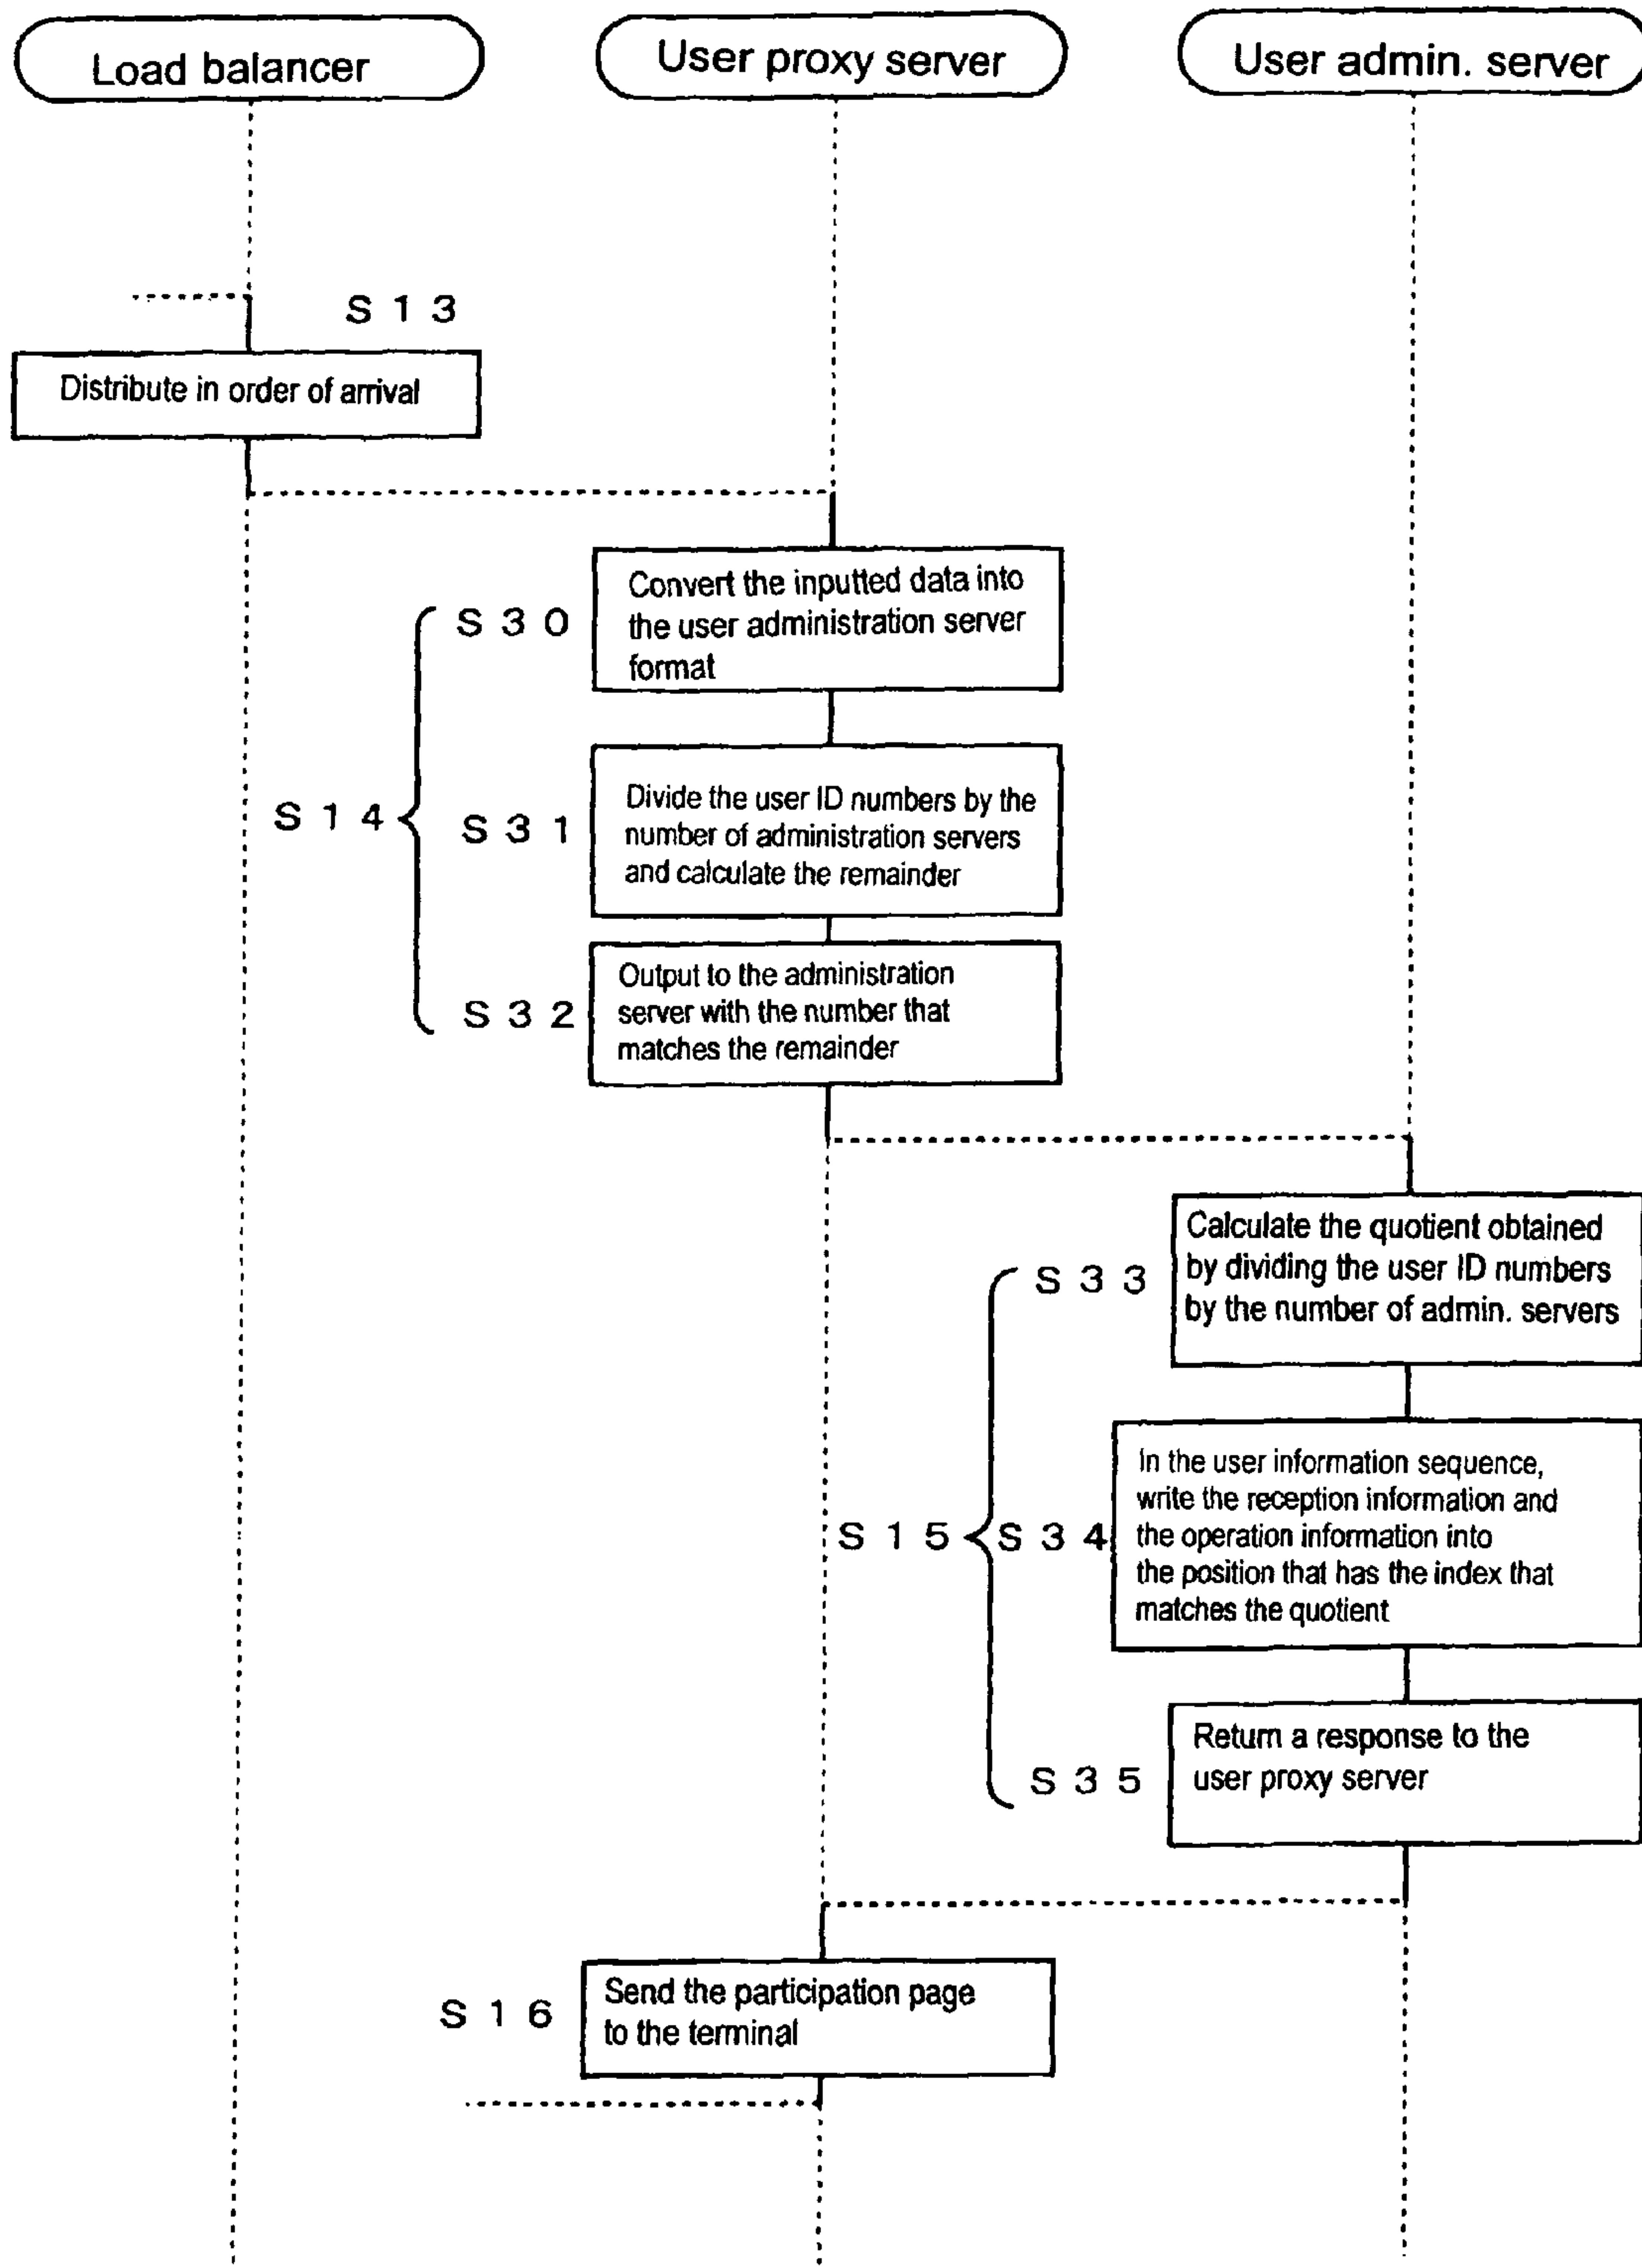 Load balancer
User proxy server
User admin. server
S 1 3
Distribute in order of arrival
S 1 4
S 3 0
Convert the inputted data into
the user administration server
format
S 3 1
Divide the user ID numbers by the
number of administration servers
and calculate the remainder
S 3 2
Output to the administration
server with the number that
matches the remainder
S 1 5
S 3 3
Calculate the quotient obtained
by dividing the user ID numbers
by the number of admin. servers
S 3 4
In the user information sequence,
write the reception information and
the operation information into
the position that has the index that
matches the quotient
S 3 5
Return a response to the
user proxy server
S 1 6
Send the participation page
to the terminal